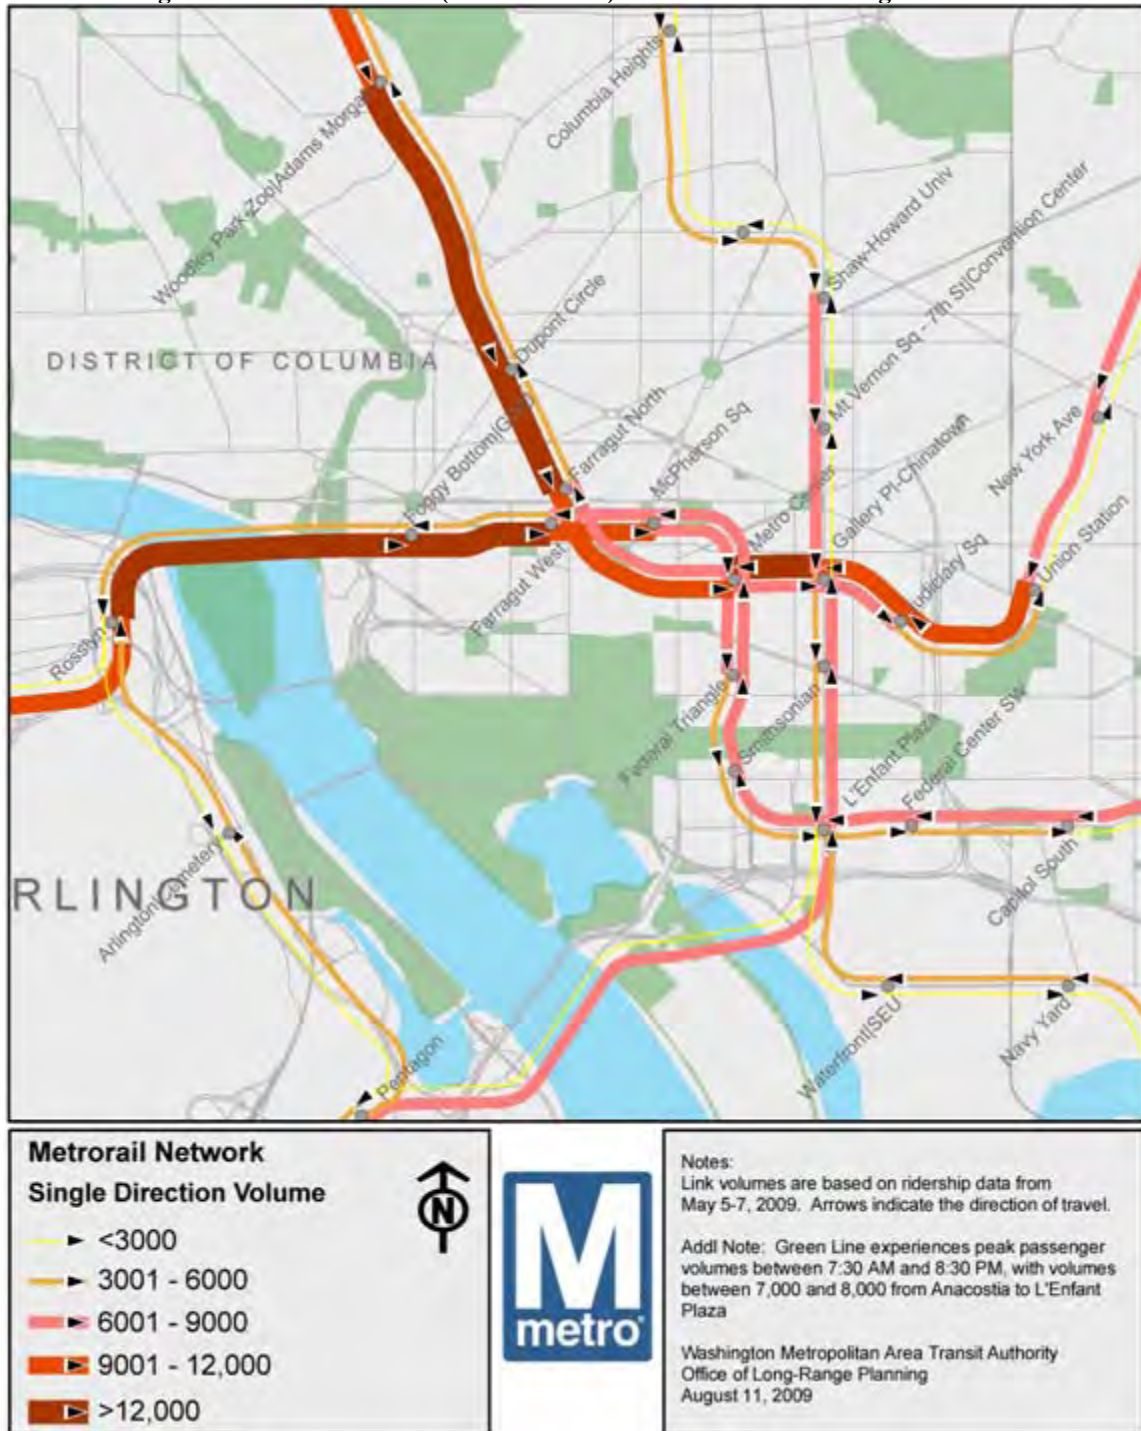 Columbia Heights
Woodley Park-Zoo|Adams Morgan
Shaw-Howard Univ
Mt Vernon Sq - 7th St|Convention Center
Dupont Circle
DISTRICT OF COLUMBIA
Farragut North
McPherson Sq
New York Ave
Foggy Bottom|
Metro Center
Gallery Pl-Chinatown
Union Station
Farragut West
Judiciary Sq
Rosslyn
Federal Triangle
Smithsonian
L'Enfant Plaza
Federal Center SW
Capitol South
RLINGTON
Arlington Cemetery
Waterfront|SEU
Navy Yard
Pentagon
Metrorail Network
Single Direction Volume
N
<3000
3001 - 6000
6001 - 9000
9001 - 12,000
>12,000
M
metro
Notes:
Link volumes are based on ridership data from
May 5-7, 2009. Arrows indicate the direction of travel.
Addl Note: Green Line experiences peak passenger
volumes between 7:30 AM and 8:30 PM, with volumes
between 7,000 and 8,000 from Anacostia to L'Enfant
Plaza
Washington Metropolitan Area Transit Authority
Office of Long-Range Planning
August 11, 2009